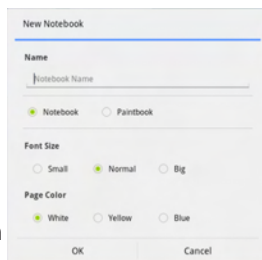 New Notebook
Name
Notebook Name
Notebook Paintbook
Font Size
Small Normal Big
Page Color
White Yellow Blue
OK Cancel